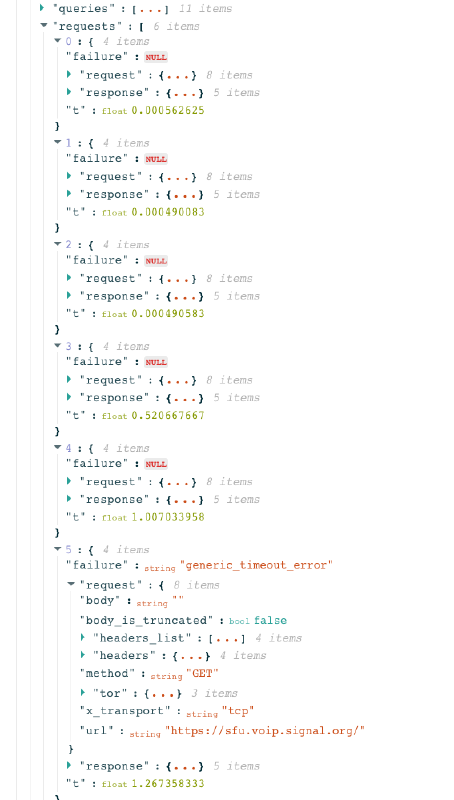 "queries" : [...] 11 items
"requests" : [ 6 items
0 : { 4 items
"failure" : NULL
"request" : {...} 8 items
"response" : {...} 5 items
"t" : float 0.000562625
}
1 : { 4 items
"failure" : NULL
"request" : {...} 8 items
"response" : {...} 5 items
"t" : float 0.000490083
}
2 : { 4 items
"failure" : NULL
"request" : {...} 8 items
"response" : {...} 5 items
"t" : float 0.000490583
}
3 : { 4 items
"failure" : NULL
"request" : {...} 8 items
"response" : {...} 5 items
"t" : float 0.520667667
}
4 : { 4 items
"failure" : NULL
"request" : {...} 8 items
"response" : {...} 5 items
"t" : float 1.007033958
}
5 : { 4 items
"failure" : string "generic_timeout_error"
"request" : { 8 items
"body" : string ""
"body_is_truncated" : bool false
"headers_list" : [...] 4 items
"headers" : {...} 4 items
"method" : string "GET"
"tor" : {...} 3 items
"x_transport" : string "tcp"
"url" : string "https://sfu.voip.signal.org/"
}
"response" : {...} 5 items
"t" : float 1.267358333
}